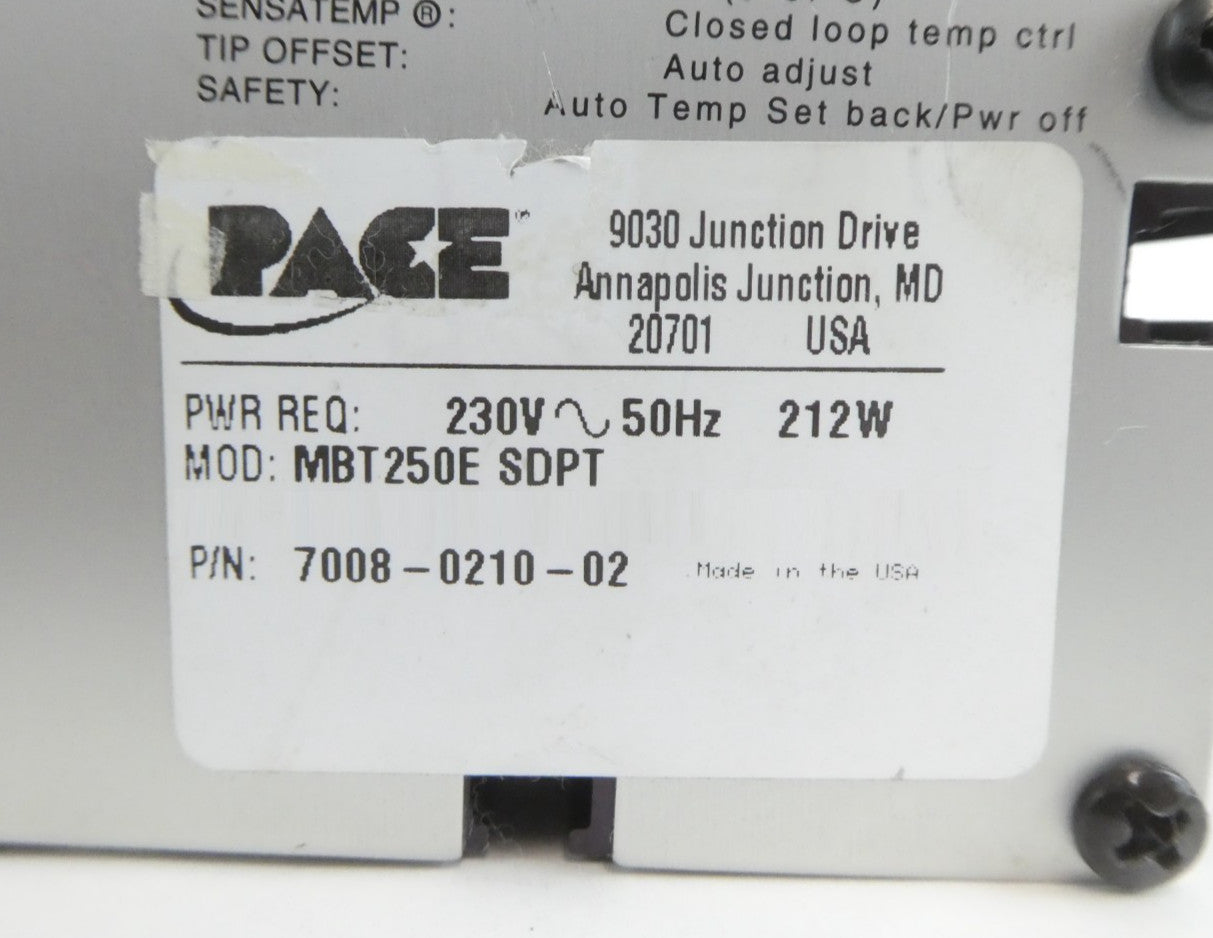 SENSATEMP ®:
Closed loop temp ctrl
TIP OFFSET:
Auto adjust
SAFETY:
Auto Temp Set back/Pwr off
PACE
9030 Junction Drive
Annapolis Junction, MD
20701 USA
PWR REQ: 230V∿50Hz 212W
MOD: MBT250E SDPT
P/N: 7008-0210-02 Made in the USA